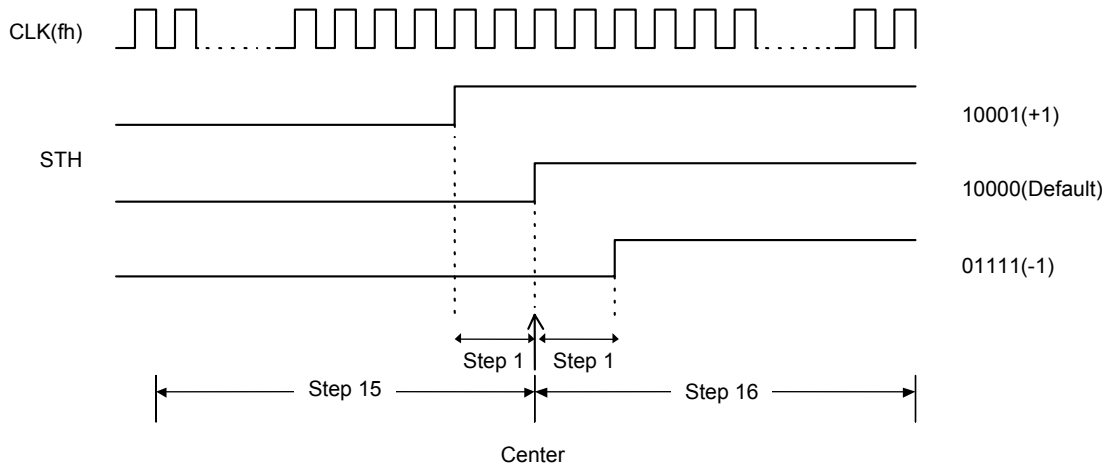 CLK(fh)
10001(+1)
STH
10000(Default)
01111(-1)
Step 1
Step 1
Step 15
Step 16
Center